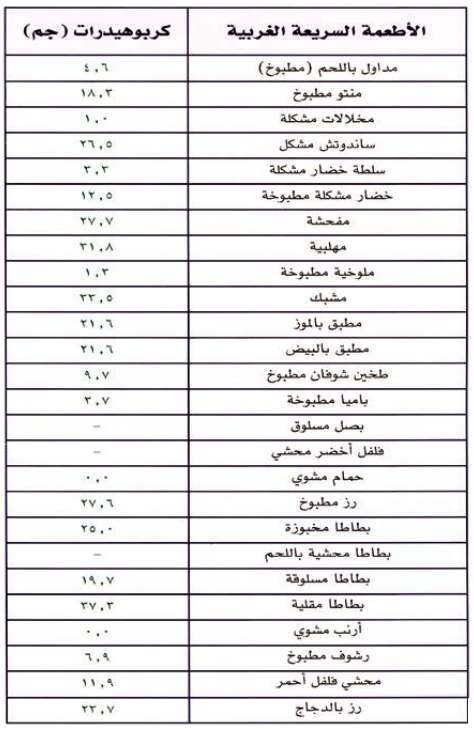 الأطعمة السريعة الغربية كربوهيدرات (جم)
مداول باللحم (مطبوخ) ٤,٦
منتو مطبوخ ١٨,٣
مخللات مشكلة ١,٠
ساندوتش مشكل ٢٦,٥
سلطة خضار مشكلة ٣,٣
خضار مشكلة مطبوخة ١٢,٥
مفحشة ٢٧,٧
مهلبية ٣١,٨
ملوخية مطبوخة ١,٣
مشبك ٣٣,٥
مطبق بالموز ٢١,٦
مطبق بالبيض ٢١,٦
طحين شوفان مطبوخ ٩,٧
باميا مطبوخة ٣,٧
بصل مسلوق –
فلفل أخضر محشي –
حمام مشوي ٠,٠
رز مطبوخ ٢٧,٦
بطاطا مخبوزة ٢٥,٠
بطاطا محشية باللحم –
بطاطا مسلوقة ١٩,٧
بطاطا مقلية ٣٧,٣
أرنب مشوي ٠,٠
رشوف مطبوخ ٦,٩
محشي فلفل أحمر ١١,٩
رز بالدجاج ٢٣,٧